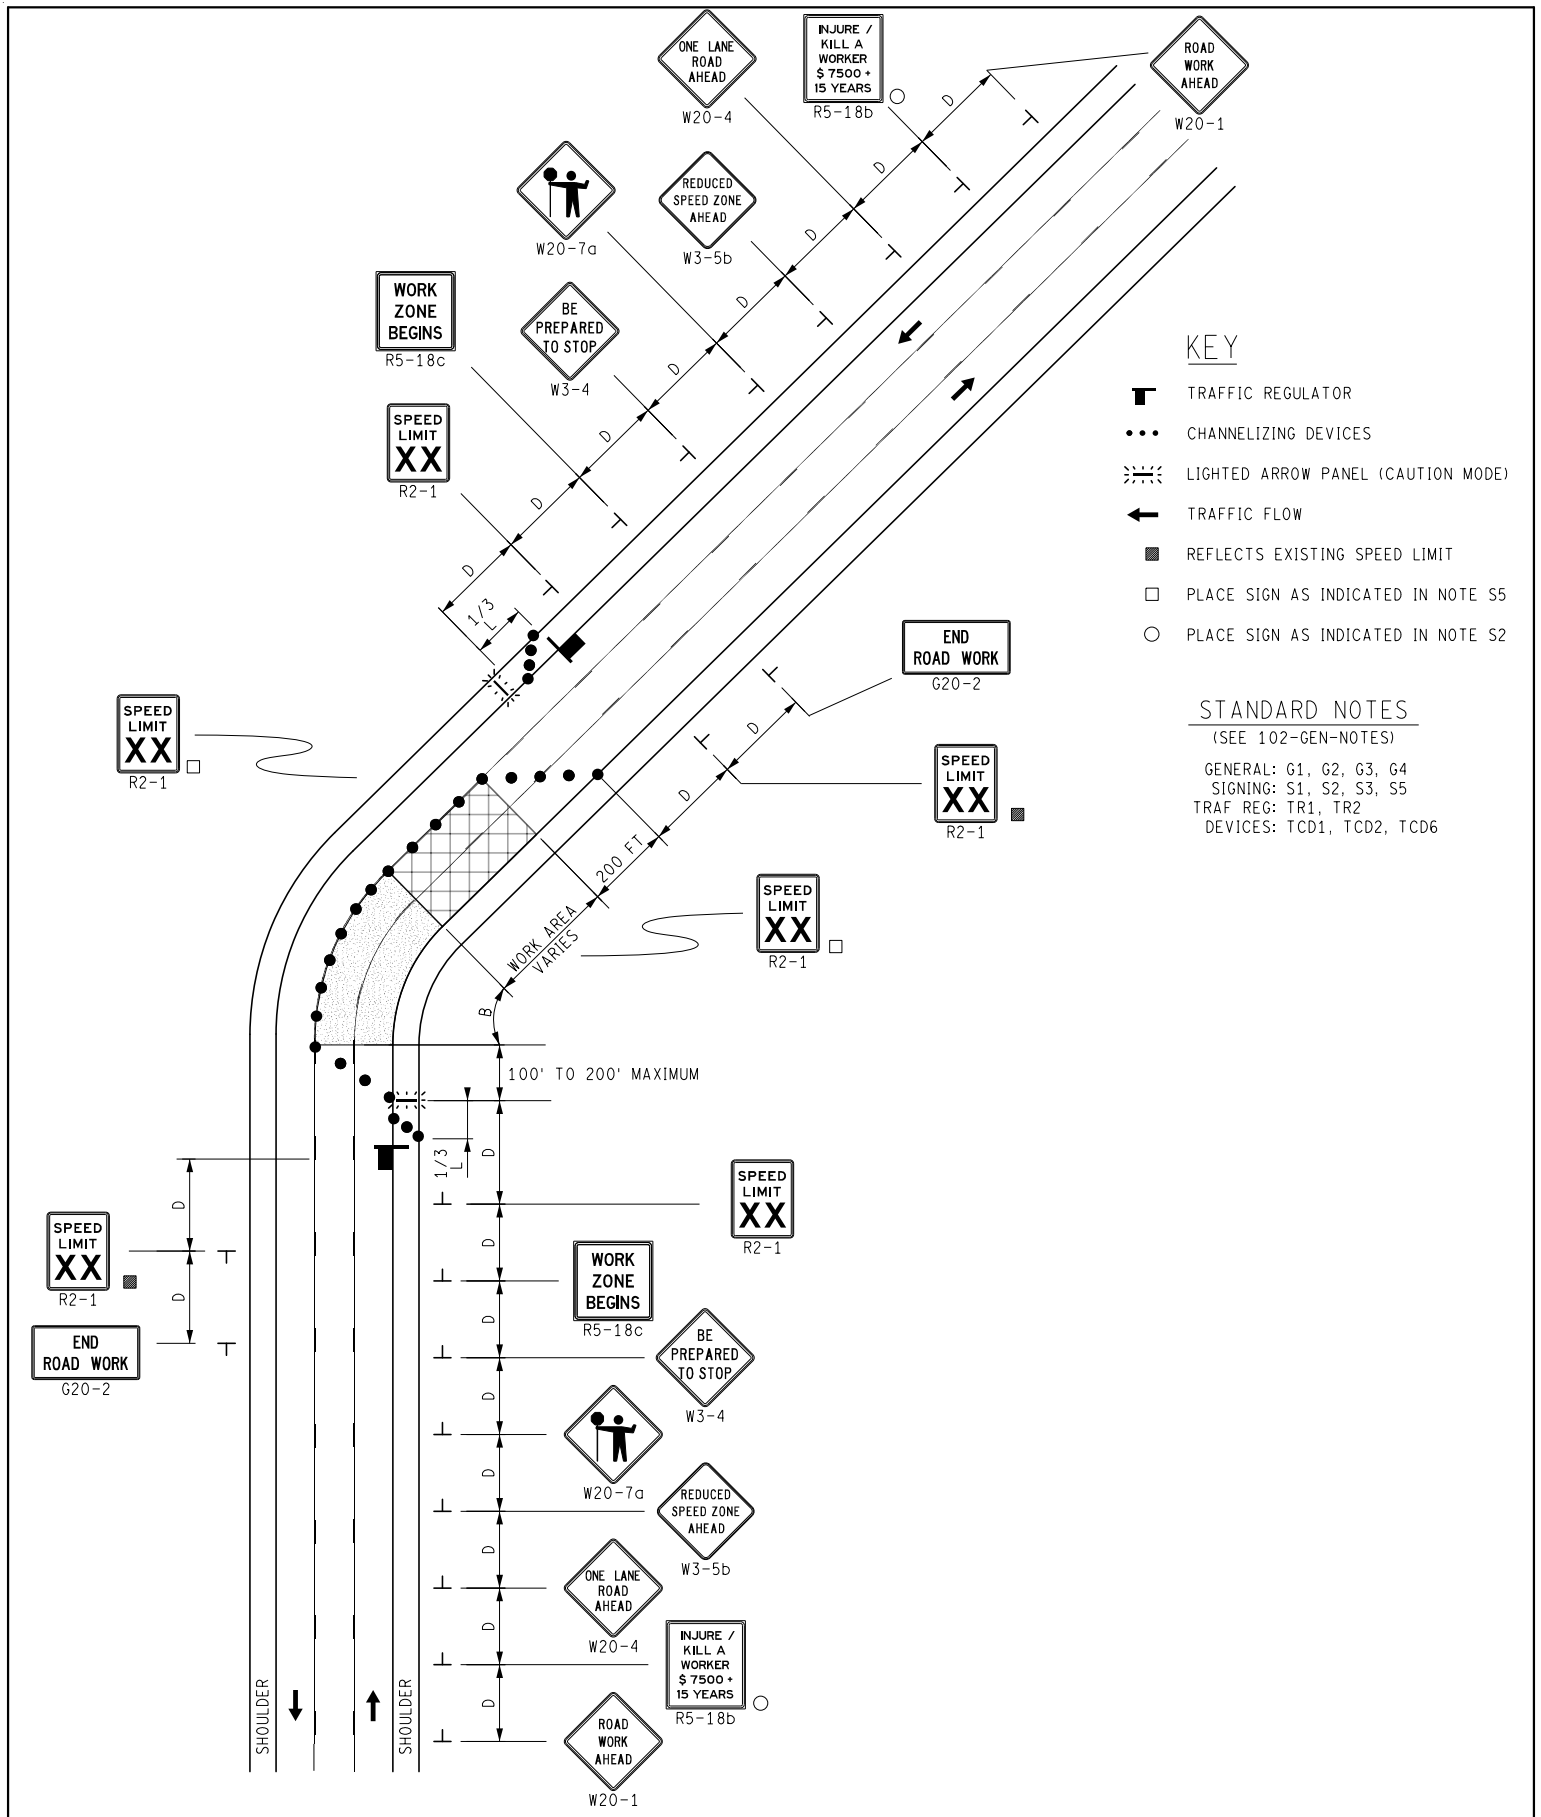 ONE LANE
ROAD
AHEAD
W20-4
INJURE /
KILL A
WORKER
$ 7500 +
15 YEARS
R5-18b
ROAD
WORK
AHEAD
W20-1
D
D
W20-7a
REDUCED
SPEED ZONE
AHEAD
W3-5b
D
D
WORK
ZONE
BEGINS
R5-18c
BE
PREPARED
TO STOP
W3-4
D
D
SPEED
LIMIT
XX
R2-1
D
D
1/3
L
KEY
TRAFFIC REGULATOR
CHANNELIZING DEVICES
LIGHTED ARROW PANEL (CAUTION MODE)
TRAFFIC FLOW
REFLECTS EXISTING SPEED LIMIT
PLACE SIGN AS INDICATED IN NOTE S5
PLACE SIGN AS INDICATED IN NOTE S2
STANDARD NOTES
(SEE 102-GEN-NOTES)
GENERAL: G1, G2, G3, G4
SIGNING: S1, S2, S3, S5
TRAF REG: TR1, TR2
DEVICES: TCD1, TCD2, TCD6
END
ROAD WORK
G20-2
SPEED
LIMIT
XX
R2-1
D
SPEED
LIMIT
XX
R2-1
D
200 FT
WORK AREA
VARIES
SPEED
LIMIT
XX
R2-1
B
100' TO 200' MAXIMUM
1/3
L
D
SPEED
LIMIT
XX
R2-1
D
SPEED
LIMIT
XX
R2-1
D
END
ROAD WORK
G20-2
D
WORK
ZONE
BEGINS
R5-18c
D
BE
PREPARED
TO STOP
W3-4
D
W20-7a
D
REDUCED
SPEED ZONE
AHEAD
W3-5b
D
ONE LANE
ROAD
AHEAD
W20-4
D
INJURE /
KILL A
WORKER
$ 7500 +
15 YEARS
R5-18b
D
ROAD
WORK
AHEAD
W20-1
SHOULDER
SHOULDER